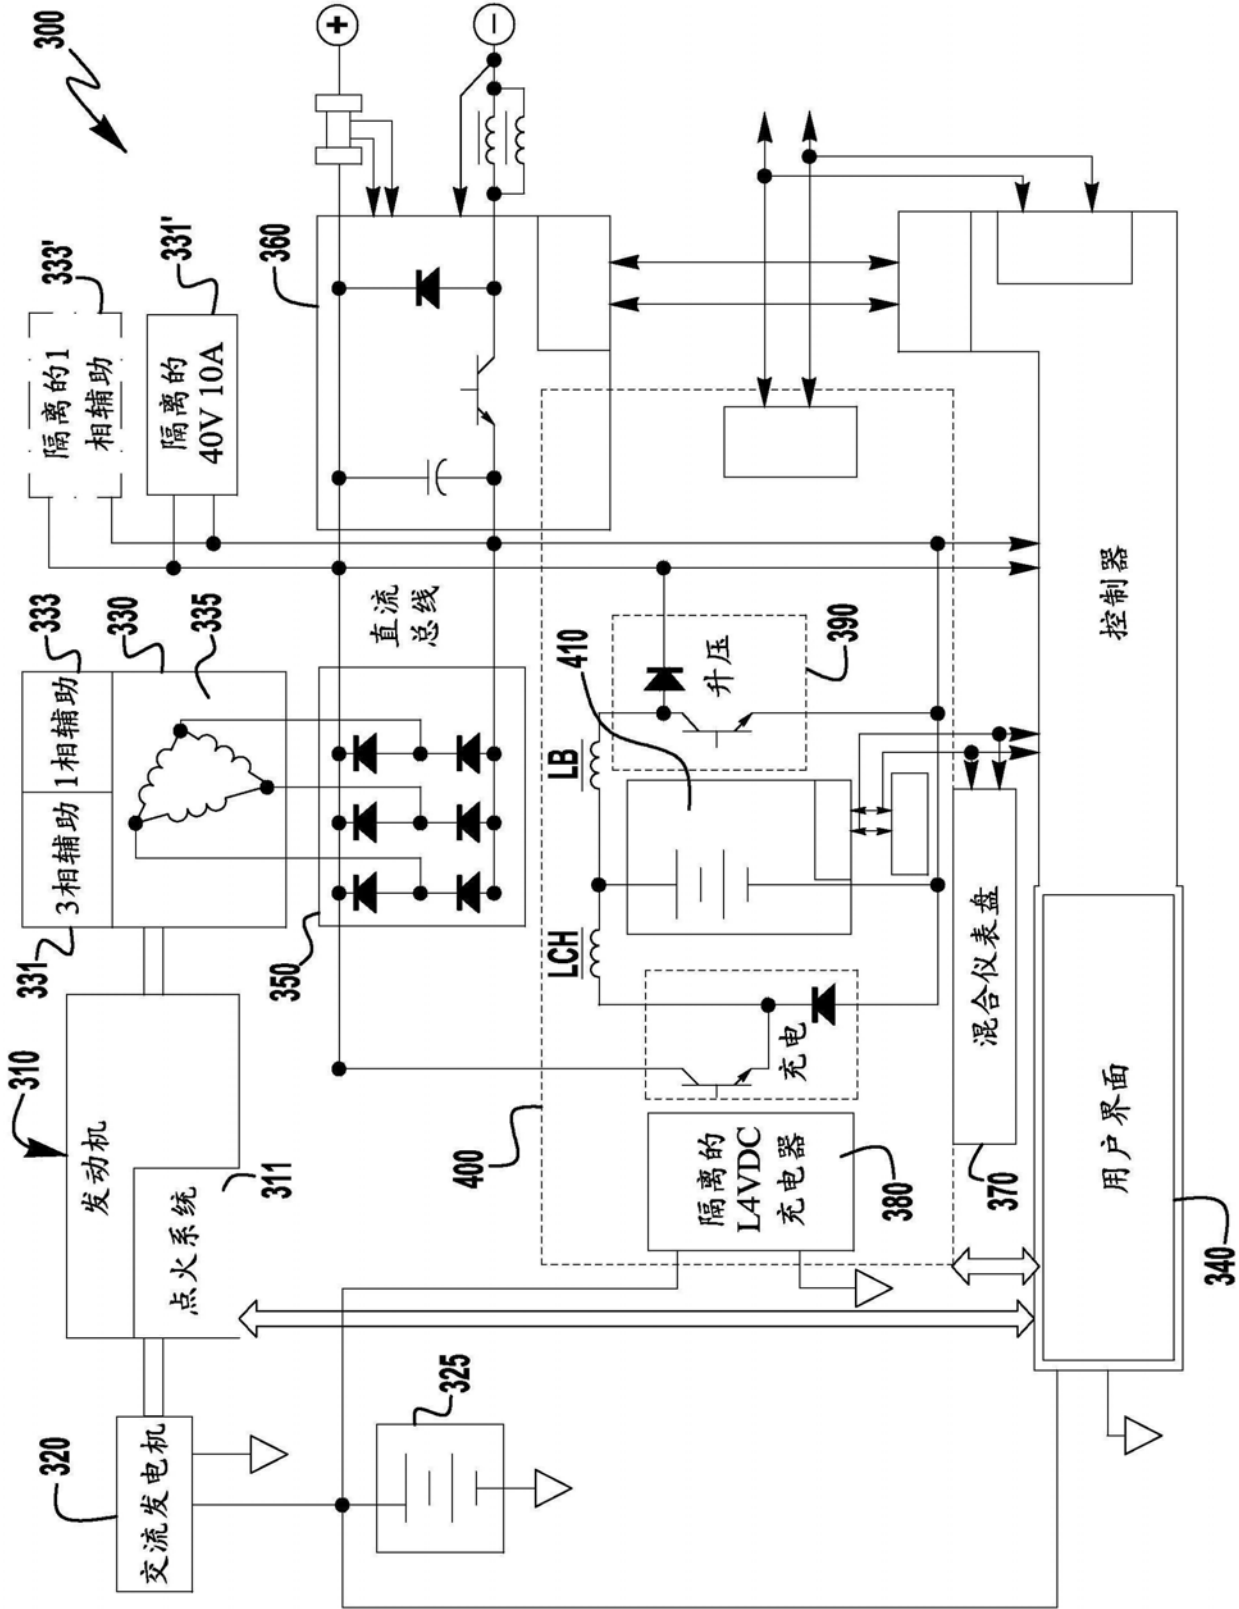 300
310
320
交流发电机
发动机
点火系统
311
331
3相辅助
1相辅助
333
330
335
隔离的1
相辅助
333'
隔离的
40V 10A
331'
360
+
−
350
直流
总线
325
400
LCH
LB
410
升压
390
充电
隔离的
L4VDC
充电器
380
370
混合仪表盘
用户界面
控制器
340